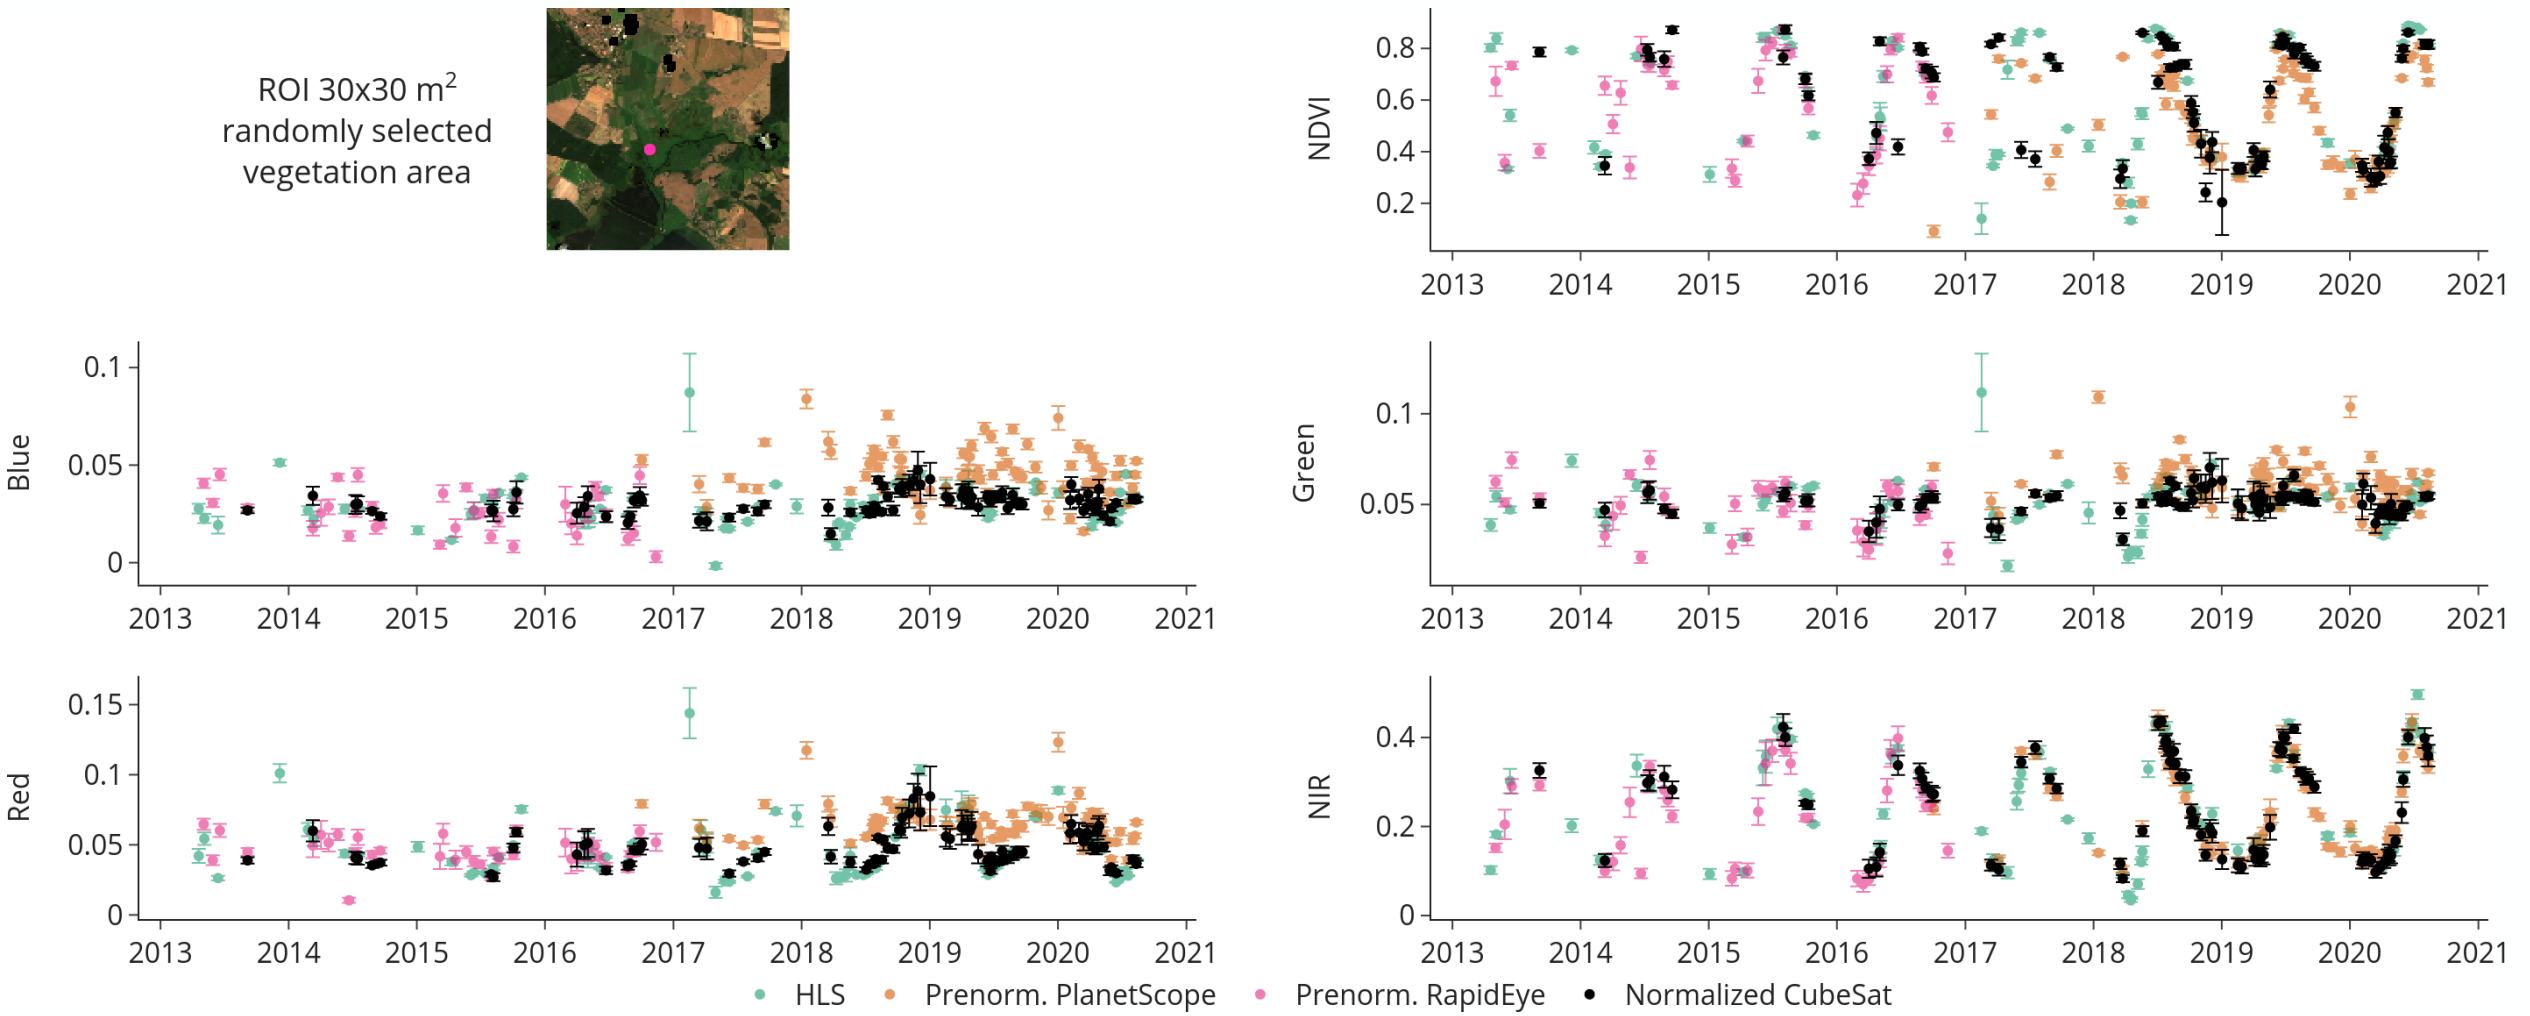 ROI 30x30 m²
randomly selected
vegetation area
NDVI
0.8
0.6
0.4
0.2
2013 2014 2015 2016 2017 2018 2019 2020 2021
Blue
0.1
0.05
0
2013 2014 2015 2016 2017 2018 2019 2020 2021
Green
0.1
0.05
2013 2014 2015 2016 2017 2018 2019 2020 2021
Red
0.15
0.1
0.05
0
2013 2014 2015 2016 2017 2018 2019 2020 2021
NIR
0.4
0.2
0
2013 2014 2015 2016 2017 2018 2019 2020 2021
HLS Prenorm. PlanetScope Prenorm. RapidEye Normalized CubeSat